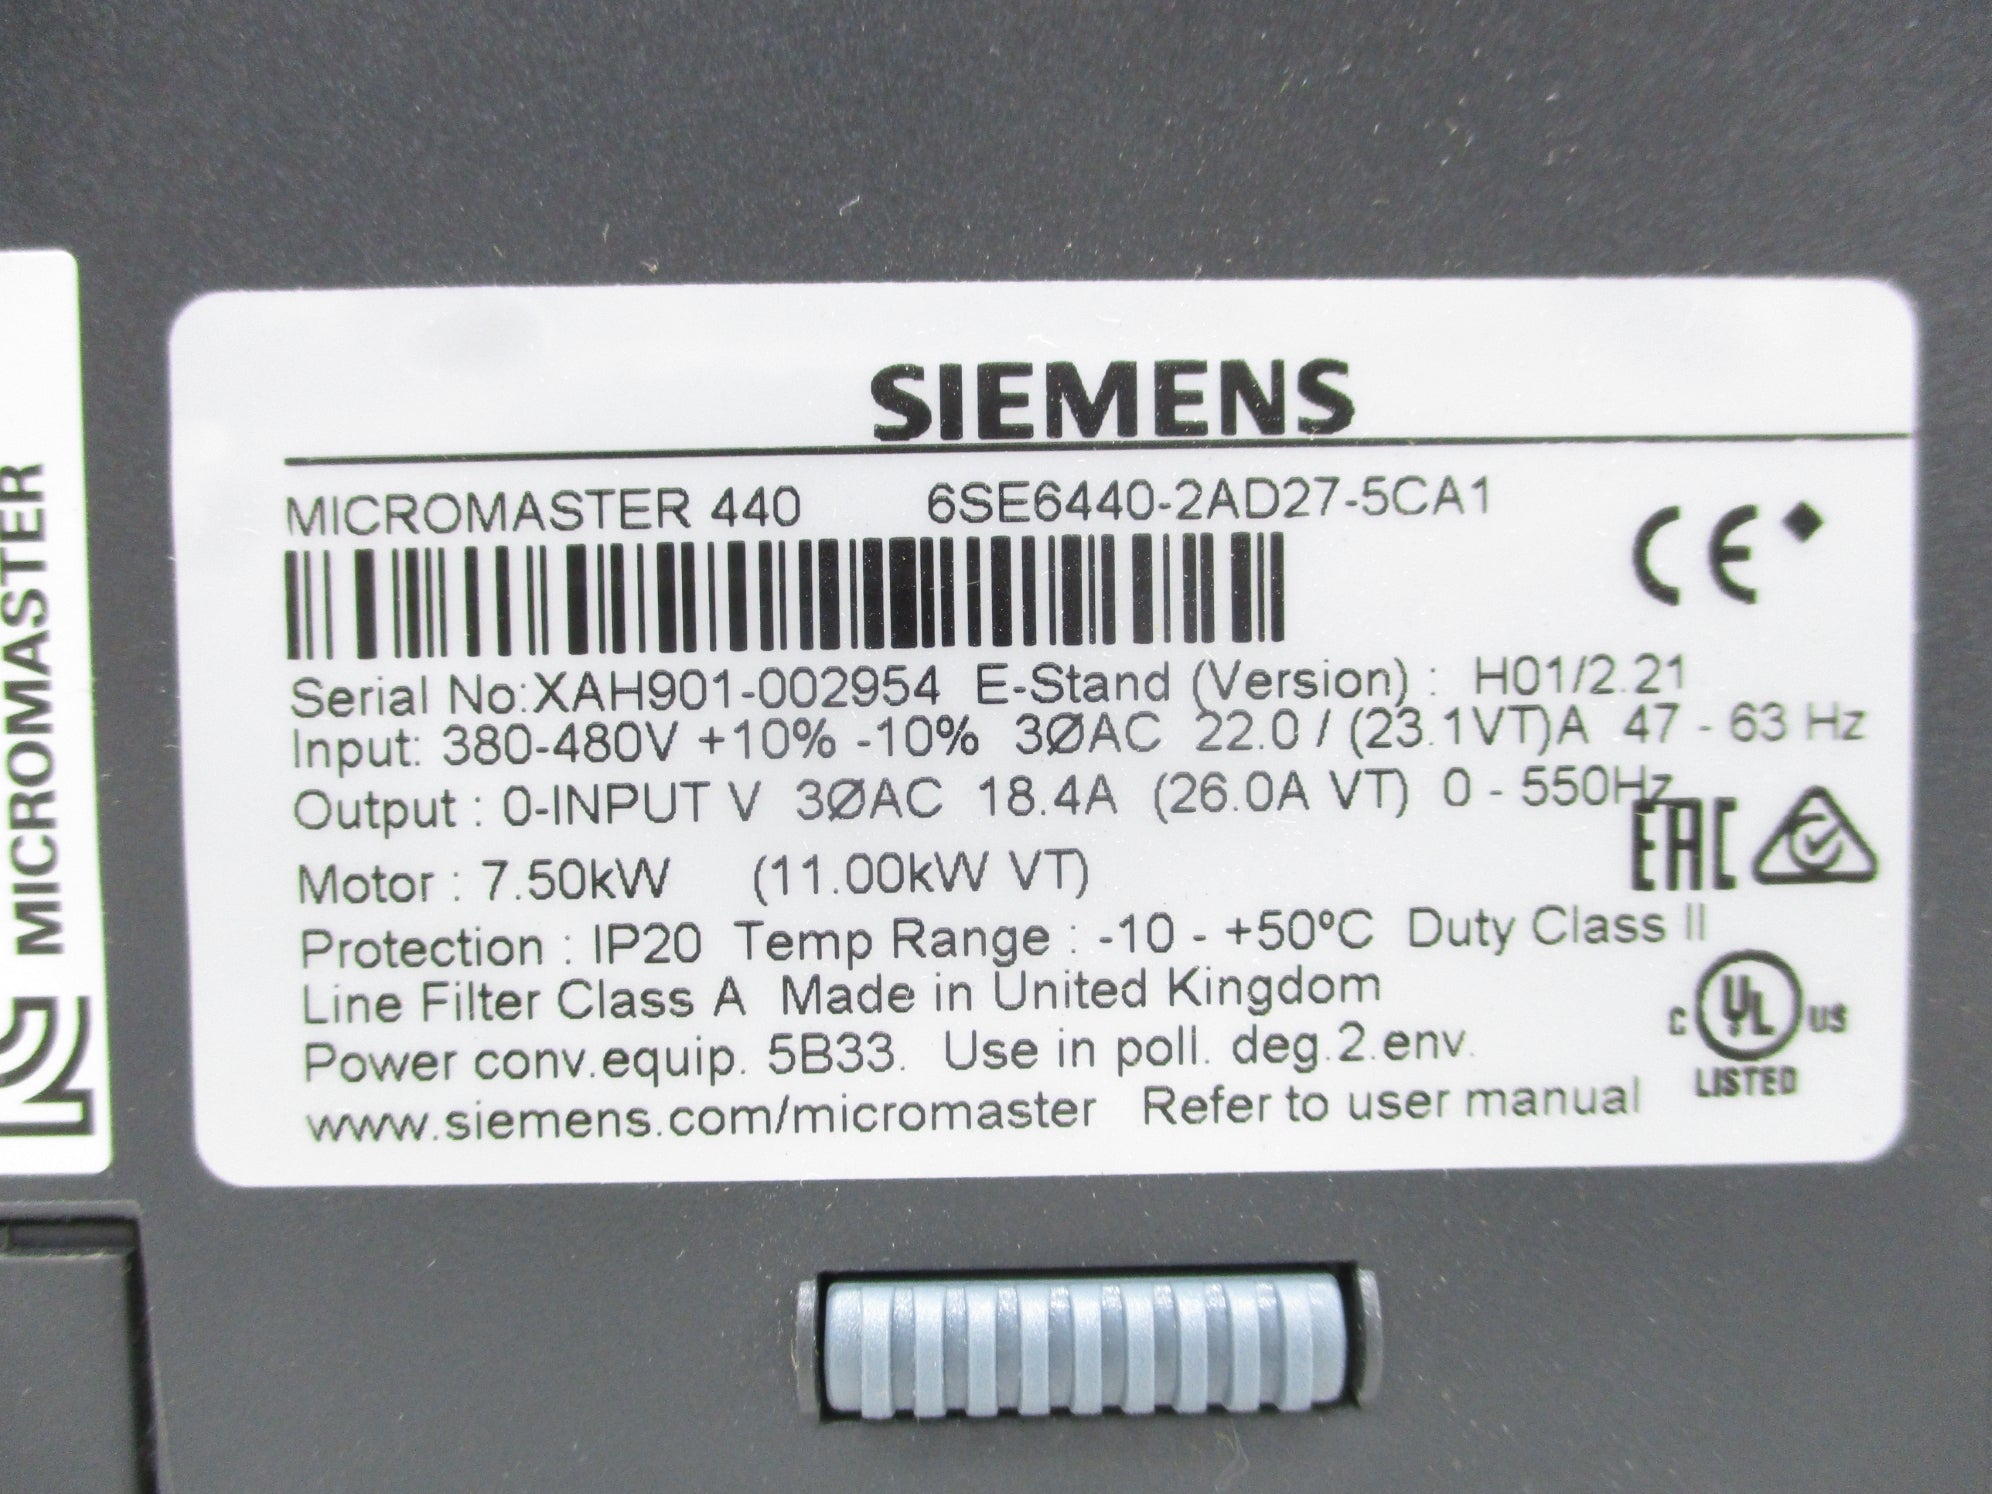 SIEMENS
MICROMASTER 440 6SE6440-2AD27-5CA1
CE
Serial No:XAH901-002954 E-Stand (Version) : H01/2.21
Input: 380-480V +10% -10% 3ØAC 22.0 / (23.1VT)A 47 - 63 Hz
Output : 0-INPUT V 3ØAC 18.4A (26.0A VT) 0 - 550Hz
EAC
Motor : 7.50kW (11.00kW VT)
Protection : IP20 Temp Range : -10 - +50ºC Duty Class II
Line Filter Class A Made in United Kingdom
C UL US
LISTED
Power conv.equip. 5B33. Use in poll. deg.2.env.
www.siemens.com/micromaster Refer to user manual
MICROMASTER